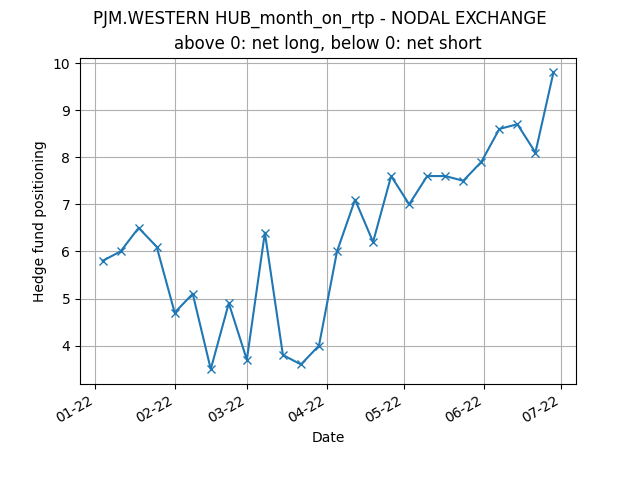 PJM.WESTERN HUB_month_on_rtp - NODAL EXCHANGE
above 0: net long, below 0: net short
10
9
8
7
6
5
4
Hedge fund positioning
01-22 02-22 03-22 04-22 05-22 06-22 07-22
Date